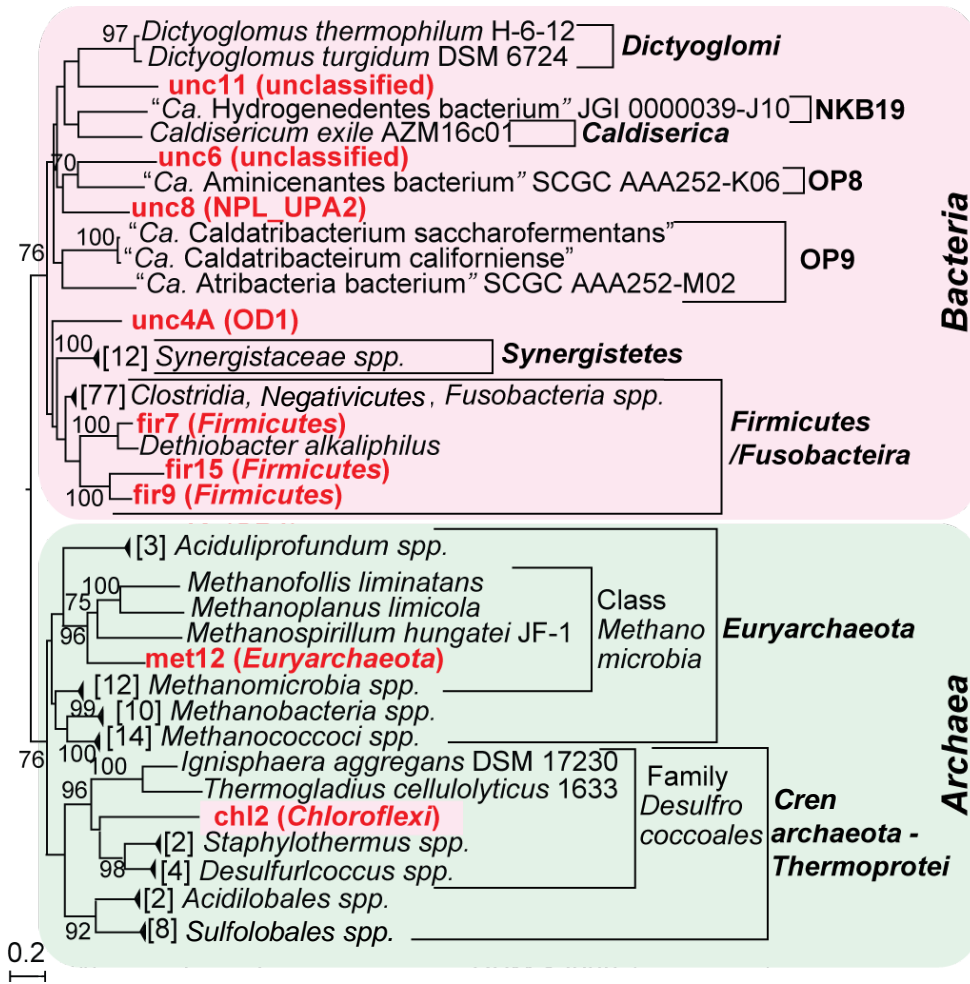 97
Dictyoglomus thermophilum H-6-12
Dictyoglomus turgidum DSM 6724
Dictyoglomi
unc11 (unclassified)
“Ca. Hydrogenedentes bacterium” JGI 0000039-J10
NKB19
Caldisericum exile AZM16c01
Caldiserica
70
unc6 (unclassified)
“Ca. Aminicenantes bacterium” SCGC AAA252-K06
OP8
unc8 (NPL_UPA2)
76
100
“Ca. Caldatribacterium saccharofermentans”
“Ca. Caldatribacteirum californiense”
“Ca. Atribacteria bacterium” SCGC AAA252-M02
OP9
Bacteria
unc4A (OD1)
100
[12] Synergistaceae spp.
Synergistetes
[77] Clostridia, Negativicutes, Fusobacteria spp.
100
fir7 (Firmicutes)
Dethiobacter alkaliphilus
fir15 (Firmicutes)
100
fir9 (Firmicutes)
Firmicutes
/Fusobacteira
[3] Aciduliprofundum spp.
75
100
Methanofollis liminatans
Methanoplanus limicola
96
Methanospirillum hungatei JF-1
met12 (Euryarchaeota)
Class
Methano
microbia
Euryarchaeota
[12] Methanomicrobia spp.
99
[10] Methanobacteria spp.
100
[14] Methanococcoci spp.
Archaea
76
96
100
Ignisphaera aggregans DSM 17230
Thermogladius cellulolyticus 1633
chl2 (Chloroflexi)
[2] Staphylothermus spp.
98
[4] Desulfurlcoccus spp.
Family
Desulfro
coccoales
Cren
archaeota -
Thermoprotei
[2] Acidilobales spp.
92
[8] Sulfolobales spp.
0.2